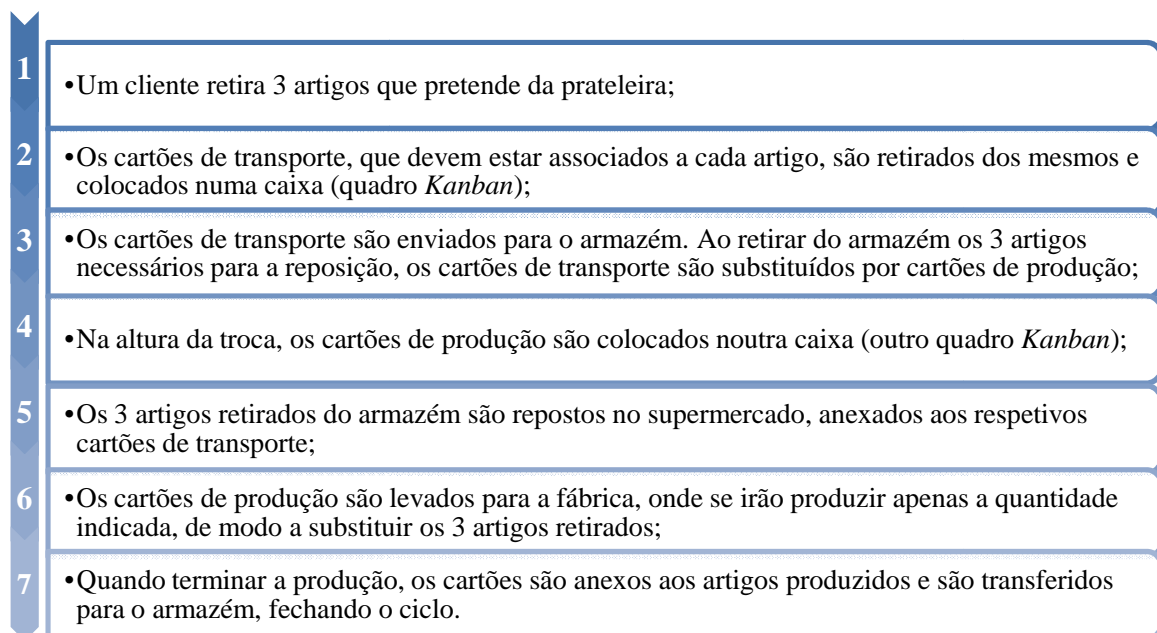 1
•Um cliente retira 3 artigos que pretende da prateleira;
2
•Os cartões de transporte, que devem estar associados a cada artigo, são retirados dos mesmos e
colocados numa caixa (quadro Kanban);
3
•Os cartões de transporte são enviados para o armazém. Ao retirar do armazém os 3 artigos
necessários para a reposição, os cartões de transporte são substituídos por cartões de produção;
4
•Na altura da troca, os cartões de produção são colocados noutra caixa (outro quadro Kanban);
5
•Os 3 artigos retirados do armazém são repostos no supermercado, anexados aos respetivos
cartões de transporte;
6
•Os cartões de produção são levados para a fábrica, onde se irão produzir apenas a quantidade
indicada, de modo a substituir os 3 artigos retirados;
7
•Quando terminar a produção, os cartões são anexos aos artigos produzidos e são transferidos
para o armazém, fechando o ciclo.